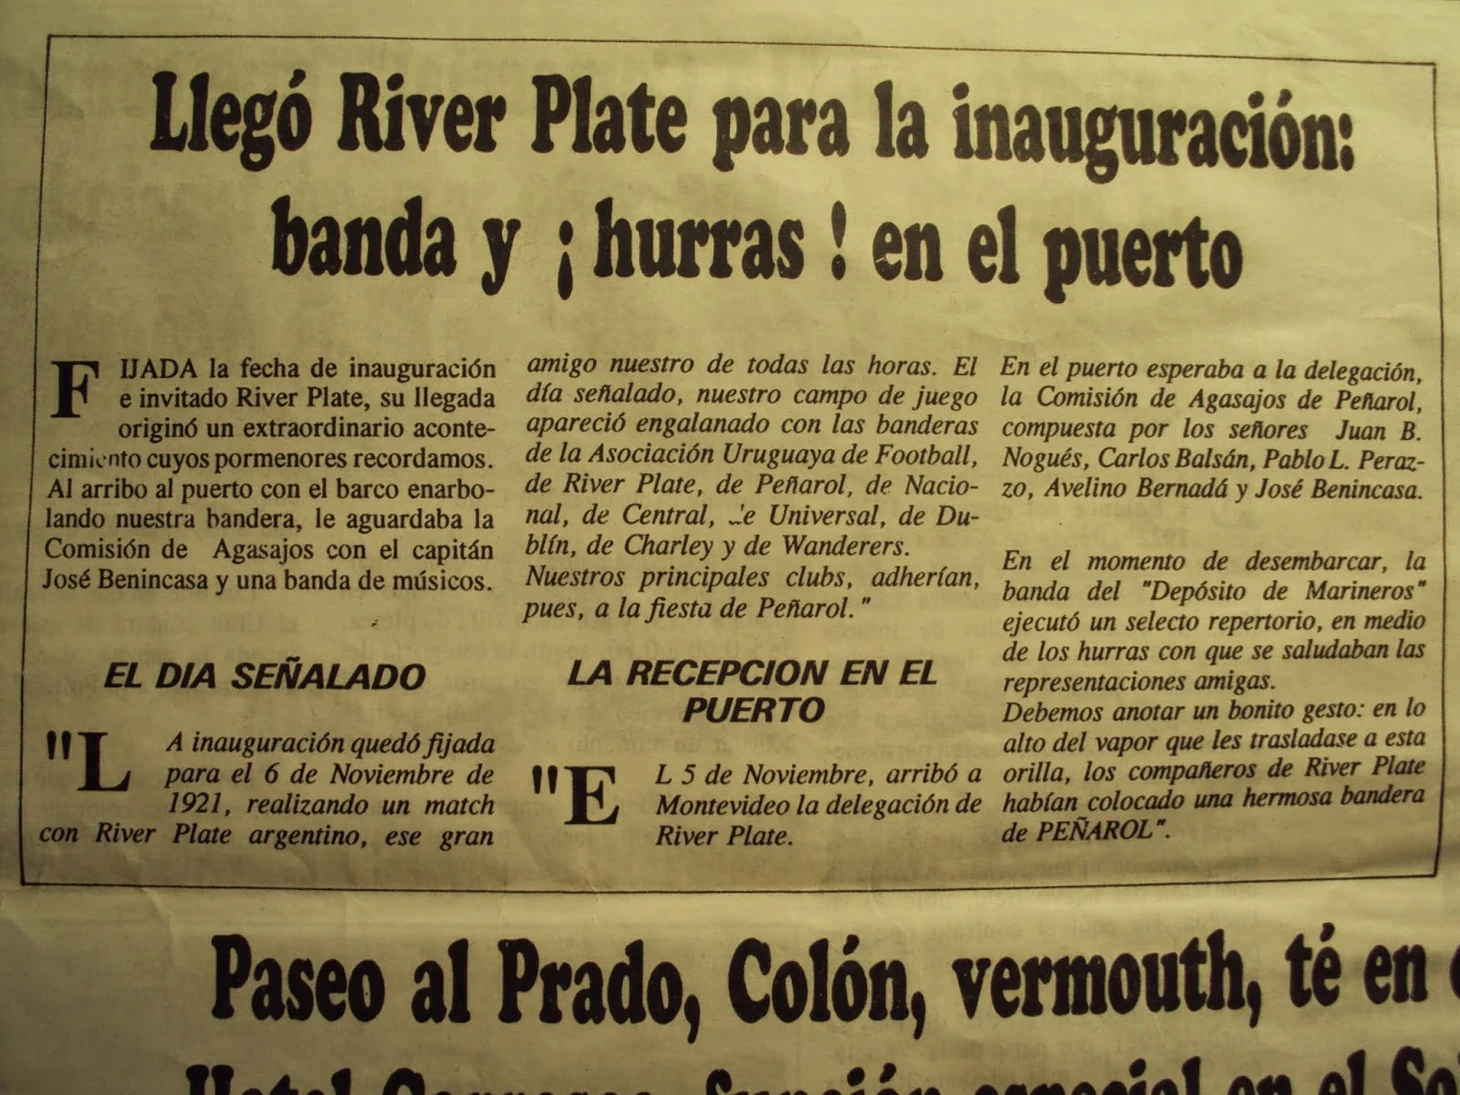 Llegó River Plate para la inauguración:
banda y ¡ hurras ! en el puerto
FIJADA la fecha de inauguración
e invitado River Plate, su llegada
originó un extraordinario aconte-
cimiento cuyos pormenores recordamos.
Al arribo al puerto con el barco enarbo-
lando nuestra bandera, le aguardaba la
Comisión de Agasajos con el capitán
José Benincasa y una banda de músicos.
EL DIA SEÑALADO
"LA inauguración quedó fijada
para el 6 de Noviembre de
1921, realizando un match
con River Plate argentino, ese gran
amigo nuestro de todas las horas. El
día señalado, nuestro campo de juego
apareció engalanado con las banderas
de la Asociación Uruguaya de Football,
de River Plate, de Peñarol, de Nacio-
nal, de Central, de Universal, de Du-
blín, de Charley y de Wanderers.
Nuestros principales clubs, adherían,
pues, a la fiesta de Peñarol."
LA RECEPCION EN EL
PUERTO
"EL 5 de Noviembre, arribó a
Montevideo la delegación de
River Plate.
En el puerto esperaba a la delegación,
la Comisión de Agasajos de Peñarol,
compuesta por los señores Juan B.
Nogués, Carlos Balsán, Pablo L. Peraz-
zo, Avelino Bernadá y José Benincasa.
En el momento de desembarcar, la
banda del "Depósito de Marineros"
ejecutó un selecto repertorio, en medio
de los hurras con que se saludaban las
representaciones amigas.
Debemos anotar un bonito gesto: en lo
alto del vapor que les trasladase a esta
orilla, los compañeros de River Plate
habían colocado una hermosa bandera
de PEÑAROL".
Paseo al Prado, Colón, vermouth, té en
Hotel Carrasco, función especial en el